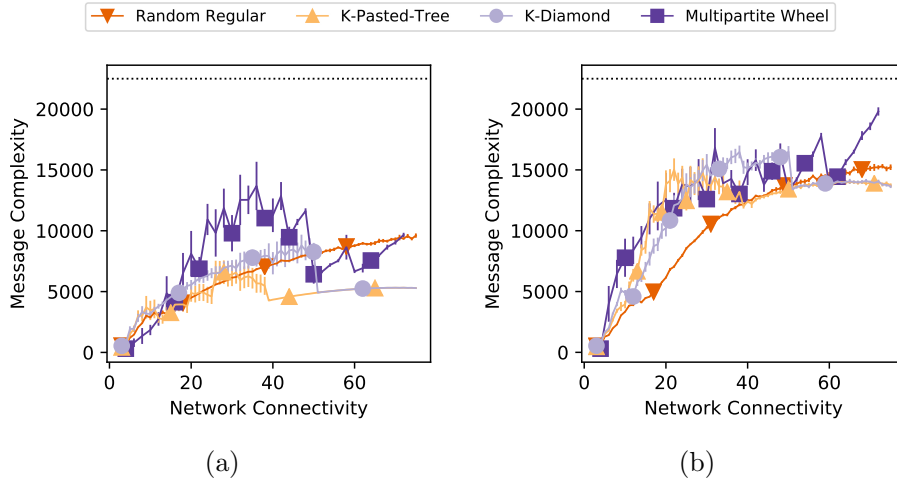 Random Regular K-Pasted-Tree K-Diamond Multipartite Wheel
Message Complexity
20000
15000
10000
5000
0
0 20 40 60
Network Connectivity
(a)
Message Complexity
20000
15000
10000
5000
0
0 20 40 60
Network Connectivity
(b)